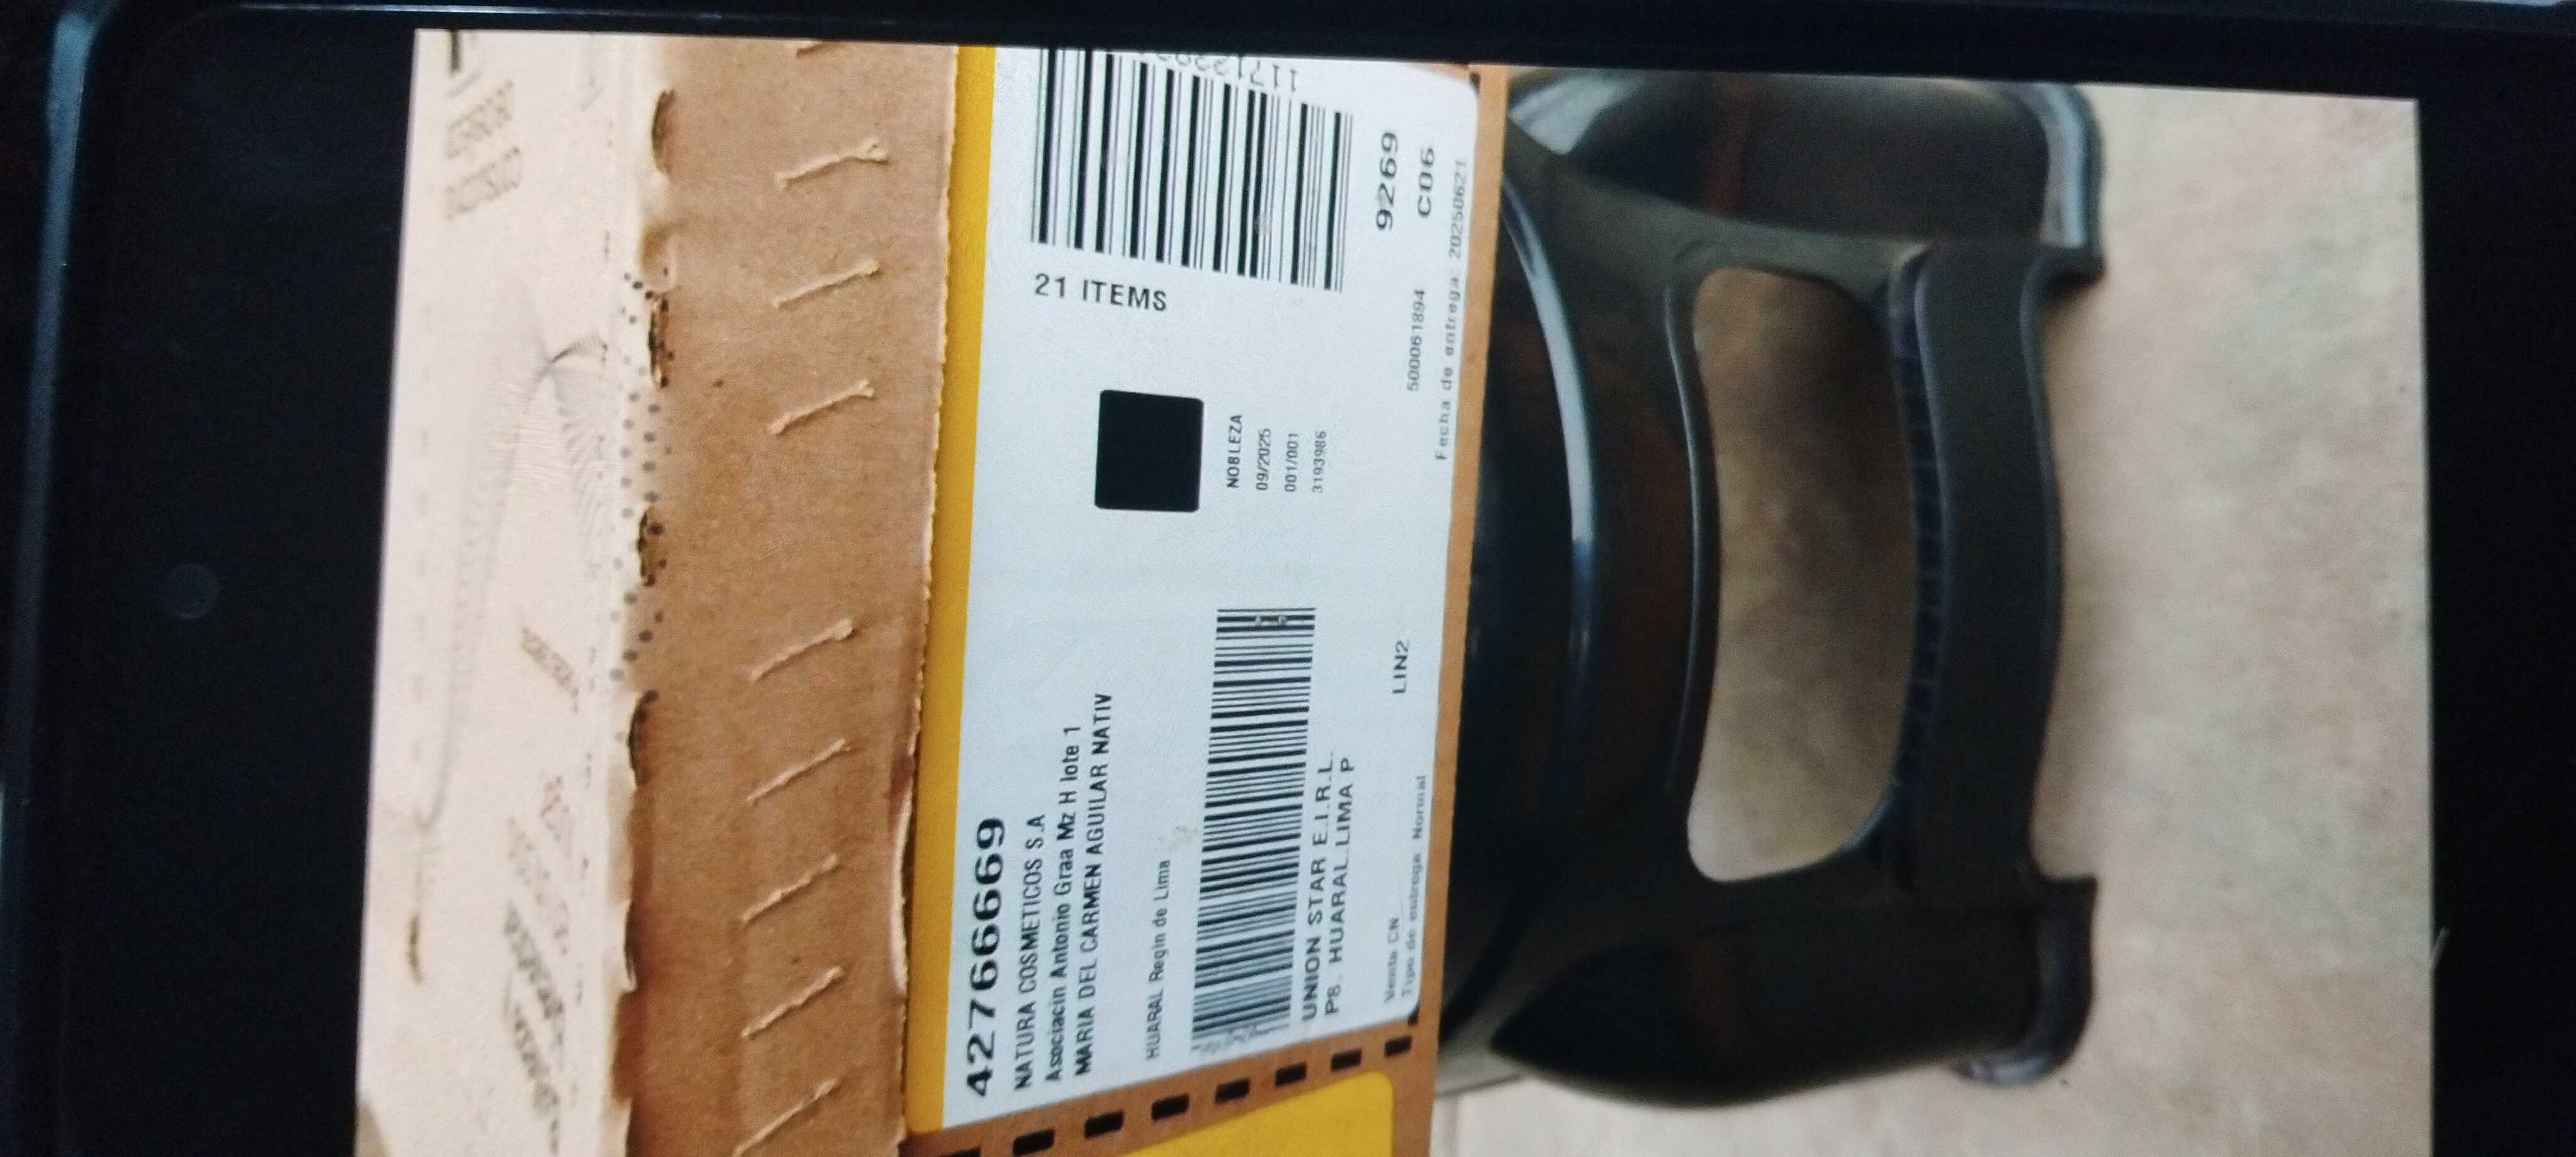 427666669
NATURA COSMETICOS S.A
Asociacin Antonio Graa Mz H lote 1
MARIA DEL CARMEN AGUILAR NATIV
HUARAL Regin de Lima
UNION STAR E.I.R.L.
P8. HUARAL.LIMA P
Venta CN
LIN2
Tipo de entrega Normal
21 ITEMS
NOBLEZA
09/2025
001/001
3193986
9269
C06
500061894
Fecha de entrega: 20250621